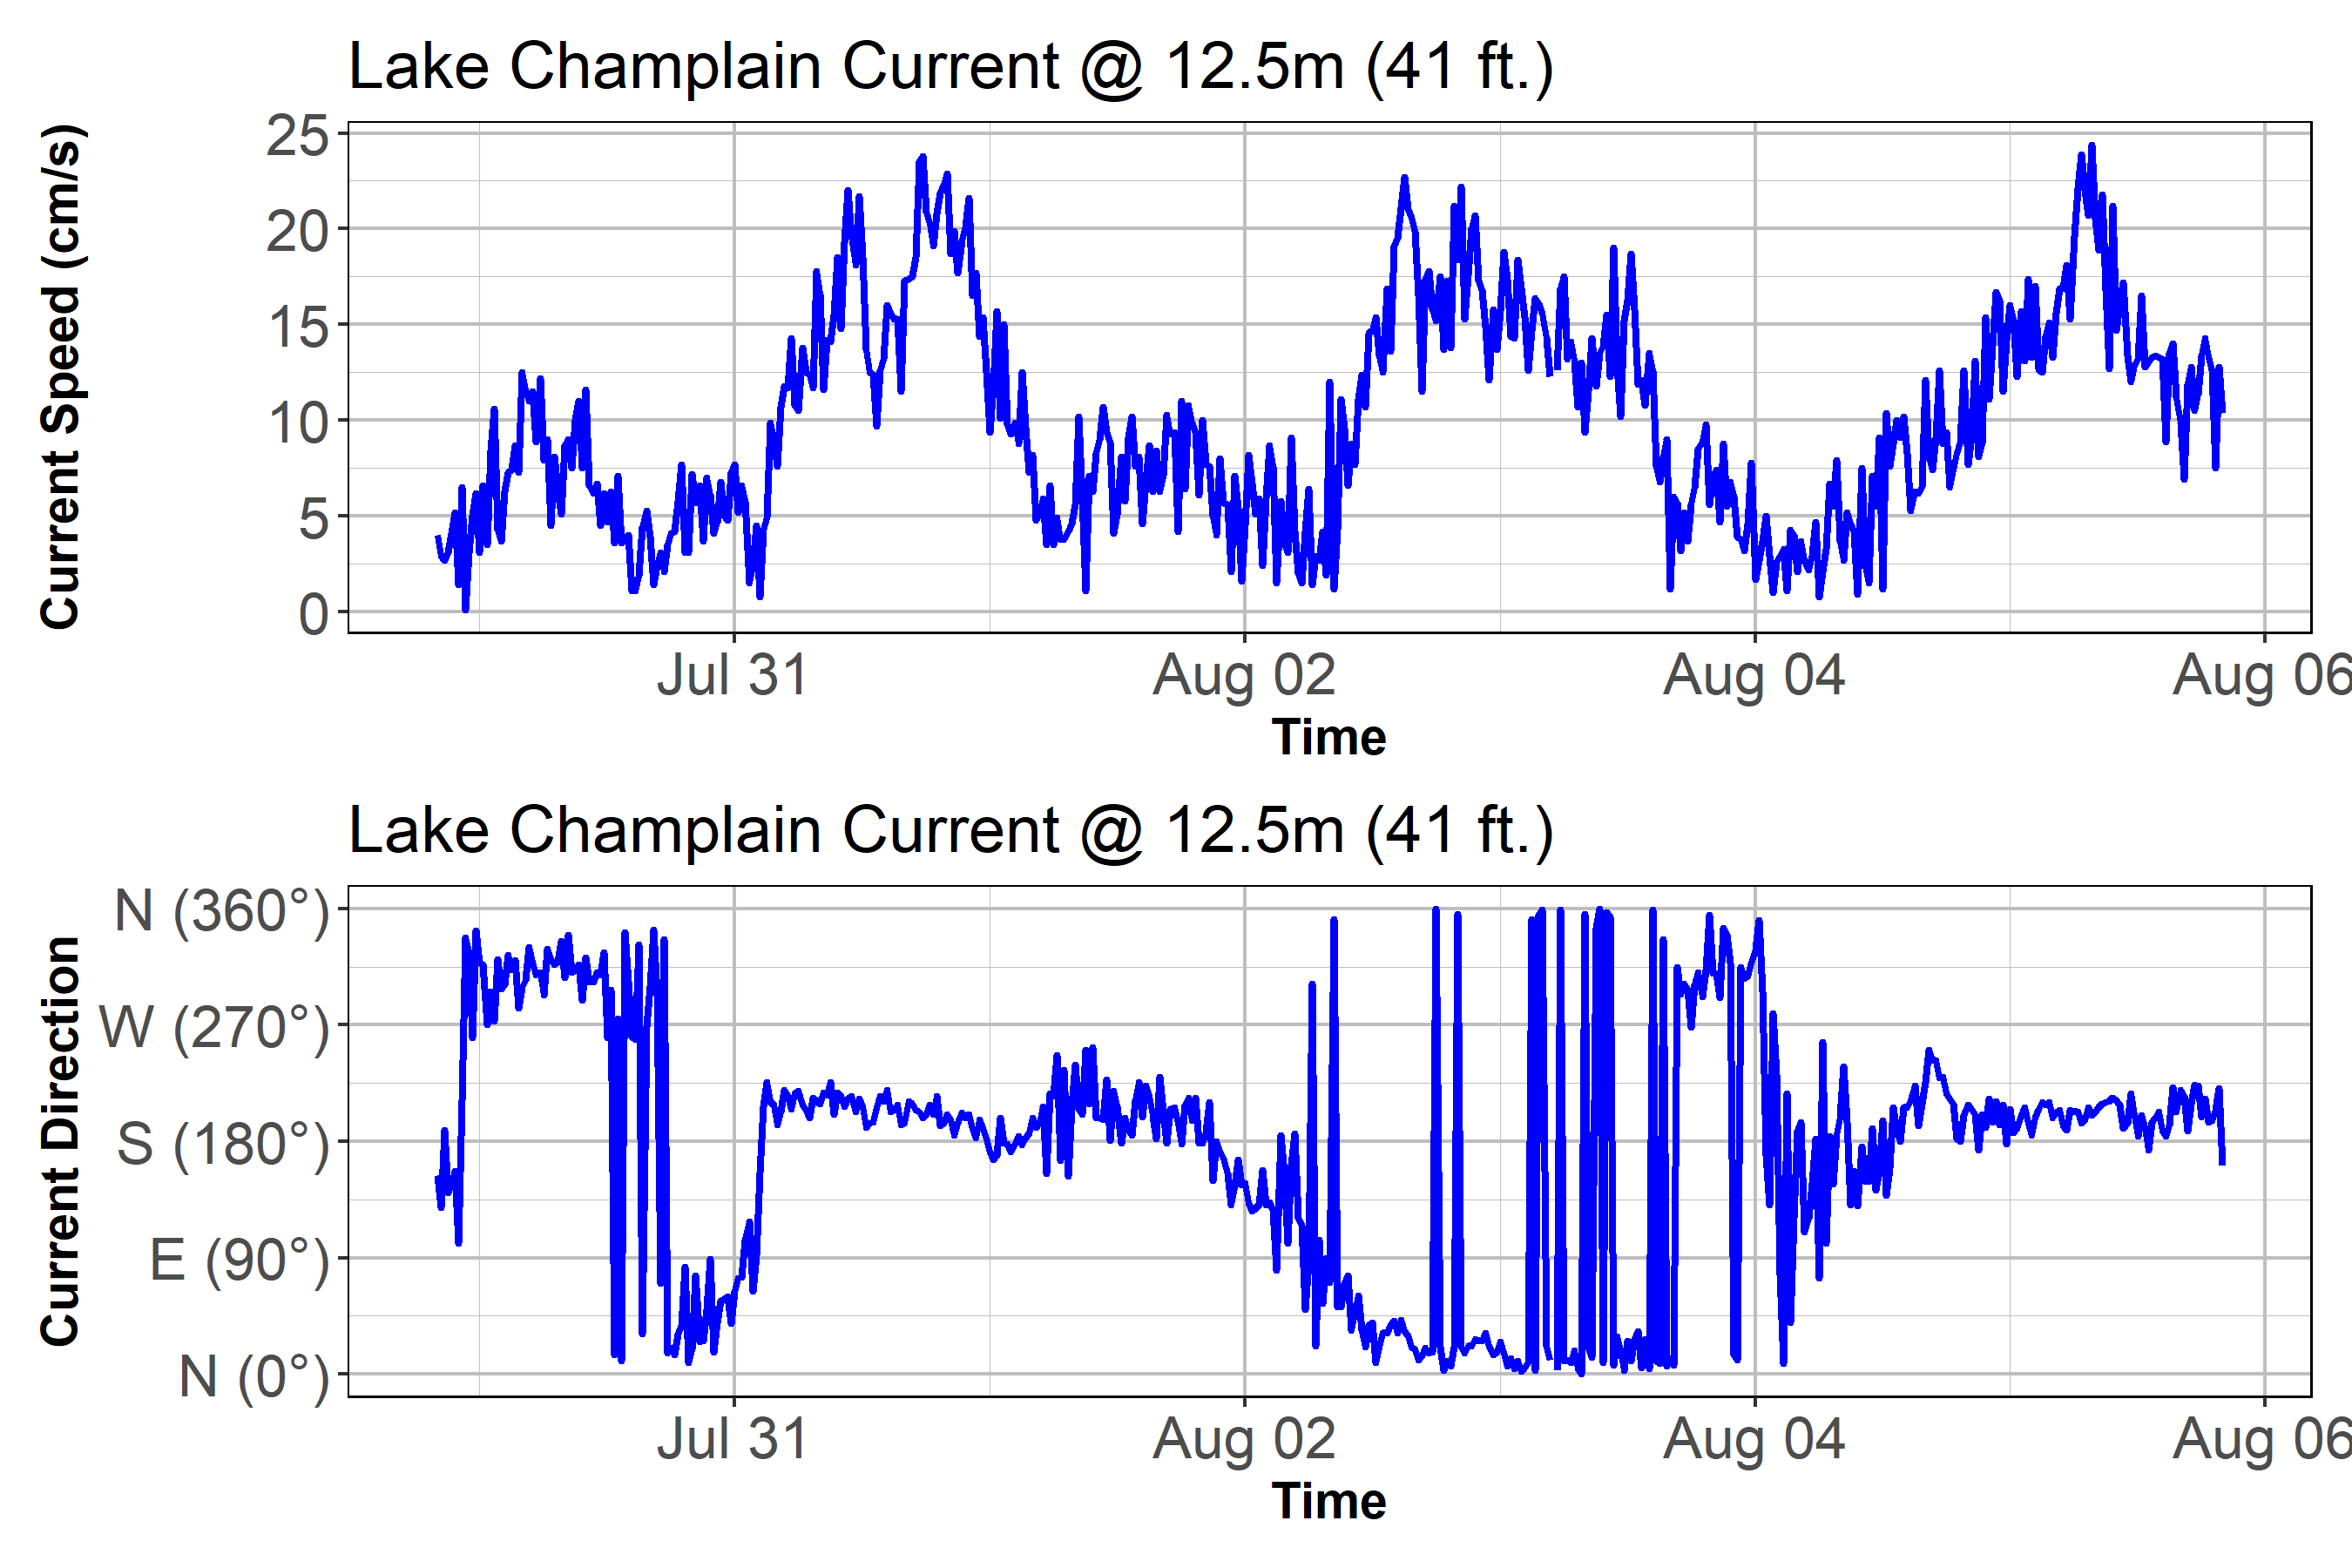 Lake Champlain Current @ 12.5m (41 ft.)
Current Speed (cm/s)
25
20
15
10
5
0
Jul 31
Aug 02
Aug 04
Aug 06
Time
Lake Champlain Current @ 12.5m (41 ft.)
Current Direction
N (360°)
W (270°)
S (180°)
E (90°)
N (0°)
Jul 31
Aug 02
Aug 04
Aug 06
Time